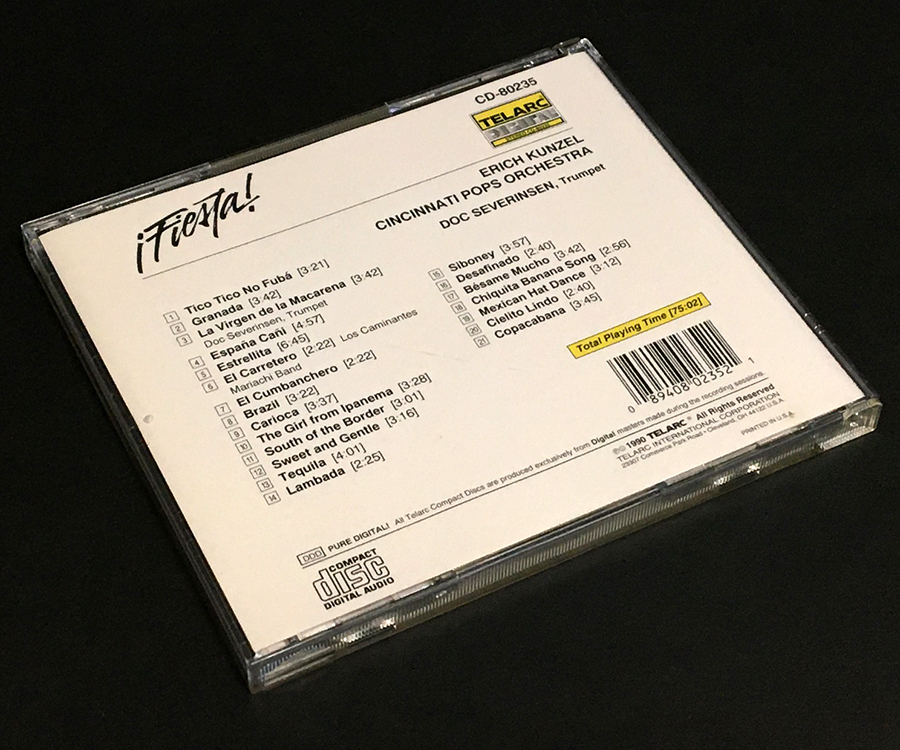 CD-80235
TELARC
DIGITAL
¡Fiesta!
ERICH KUNZEL
CINCINNATI POPS ORCHESTRA
DOC SEVERINSEN, Trumpet
1 Tico Tico No Fubá [3:21]
2 Granada [3:42]
3 La Virgen de la Macarena [3:42]
Doc Severinsen, Trumpet
4 España Cañi [4:57]
5 Estrellita [6:45]
6 El Carretero [2:22] Los Caminantes
Mariachi Band
7 El Cumbanchero [2:22]
8 Brazil [3:22]
9 Carioca [3:37]
10 The Girl from Ipanema [3:28]
11 South of the Border [3:01]
12 Sweet and Gentle [3:16]
13 Tequila [4:01]
14 Lambada [2:25]
15 Siboney [3:57]
16 Desafinado [2:40]
17 Bésame Mucho [3:42]
18 Chiquita Banana Song [2:56]
19 Mexican Hat Dance [3:12]
20 Cielito Lindo [2:40]
21 Copacabana [3:45]
Total Playing Time [75:02]
0 89408 02352 1
DDD PURE DIGITAL! All Telarc Compact Discs are produced exclusively from Digital masters made during the recording sessions.
℗© 1990 TELARC® All Rights Reserved
TELARC INTERNATIONAL CORPORATION
23307 Commerce Park Road • Cleveland, OH 44122 U.S.A
PRINTED IN U.S.A
COMPACT
disc
DIGITAL AUDIO